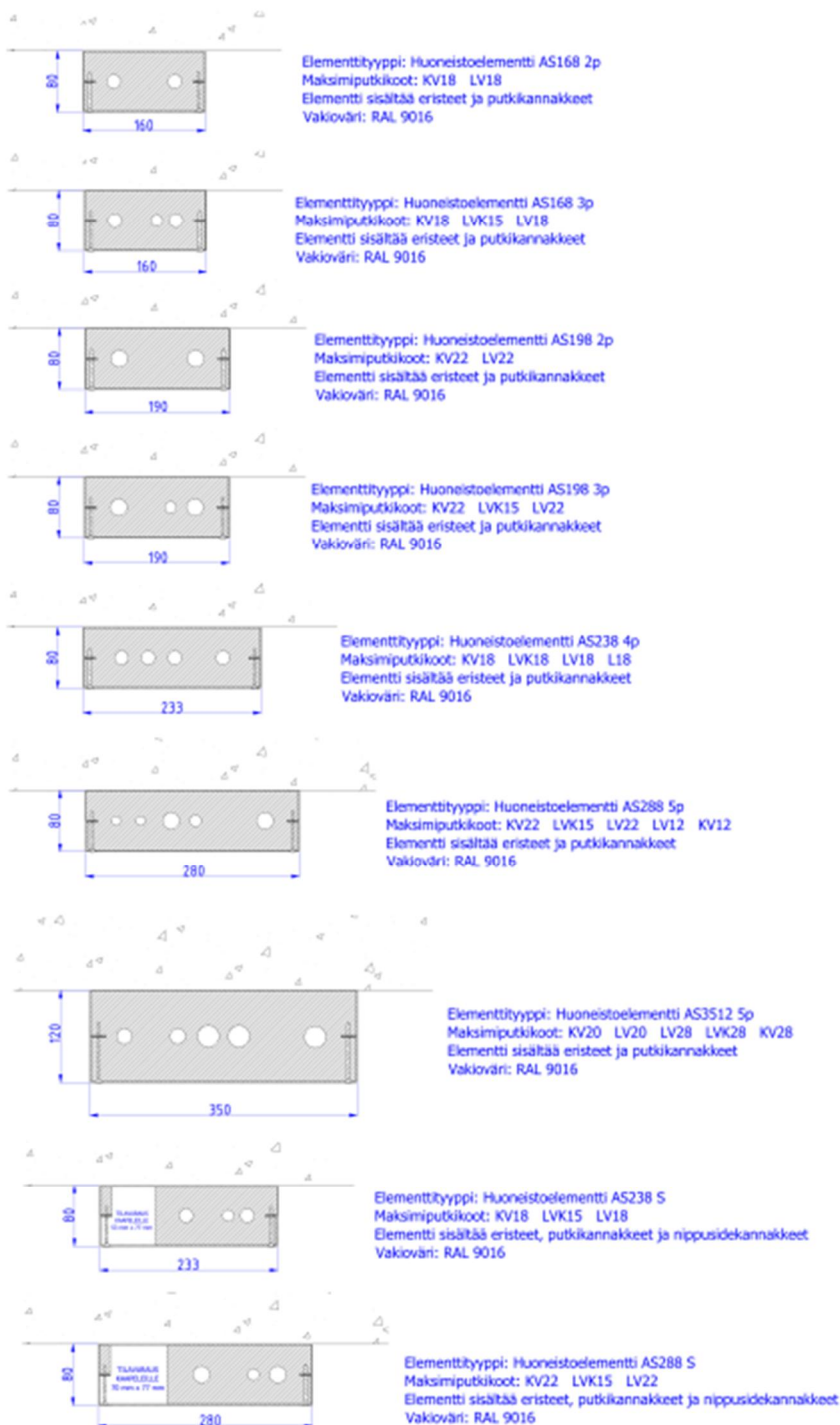 80
160
Elementtityyppi: Huoneistoelementti AS168 2p
Maksimiputkikoot: KV18 LV18
Elementti sisältää eristeet ja putkikannakkeet
Vakioväri: RAL 9016
80
160
Elementtityyppi: Huoneistoelementti AS168 3p
Maksimiputkikoot: KV18 LVK15 LV18
Elementti sisältää eristeet ja putkikannakkeet
Vakioväri: RAL 9016
80
190
Elementtityyppi: Huoneistoelementti AS198 2p
Maksimiputkikoot: KV22 LV22
Elementti sisältää eristeet ja putkikannakkeet
Vakioväri: RAL 9016
80
190
Elementtityyppi: Huoneistoelementti AS198 3p
Maksimiputkikoot: KV22 LVK15 LV22
Elementti sisältää eristeet ja putkikannakkeet
Vakioväri: RAL 9016
80
233
Elementtityyppi: Huoneistoelementti AS238 4p
Maksimiputkikoot: KV18 LVK18 LV18 L18
Elementti sisältää eristeet ja putkikannakkeet
Vakioväri: RAL 9016
80
280
Elementtityyppi: Huoneistoelementti AS288 5p
Maksimiputkikoot: KV22 LVK15 LV22 LV12 KV12
Elementti sisältää eristeet ja putkikannakkeet
Vakioväri: RAL 9016
120
350
Elementtityyppi: Huoneistoelementti AS3512 5p
Maksimiputkikoot: KV20 LV20 LV28 LVK28 KV28
Elementti sisältää eristeet ja putkikannakkeet
Vakioväri: RAL 9016
80
TILAVARAUS
KAAPELEILLE
233
Elementtityyppi: Huoneistoelementti AS238 S
Maksimiputkikoot: KV18 LVK15 LV18
Elementti sisältää eristeet, putkikannakkeet ja nippusidekannakkeet
Vakioväri: RAL 9016
80
TILAVARAUS
KAAPELEILLE
70 mm x 77 mm
280
Elementtityyppi: Huoneistoelementti AS288 S
Maksimiputkikoot: KV22 LVK15 LV22
Elementti sisältää eristeet, putkikannakkeet ja nippusidekannakkeet
Vakioväri: RAL 9016